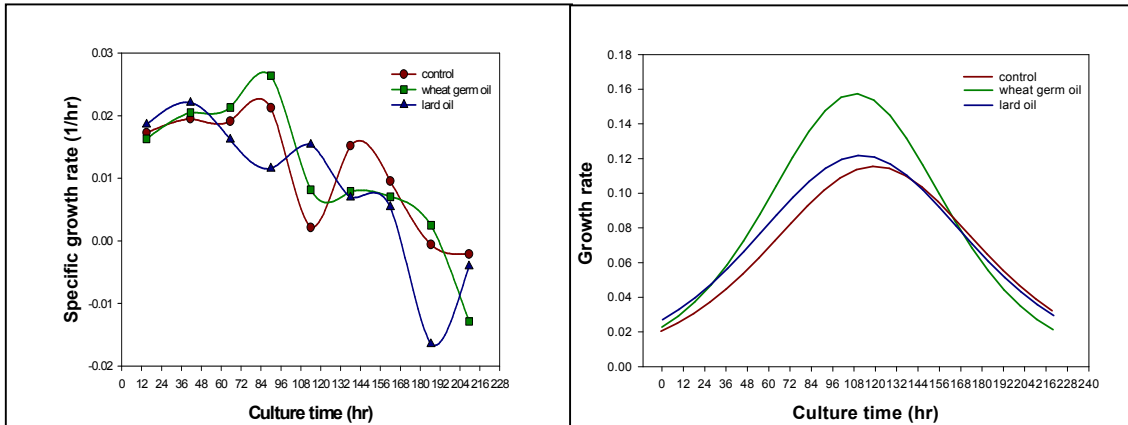 0.03
0.02
0.01
0.00
-0.01
-0.02
Specific growth rate (1/hr)
control
wheat germ oil
lard oil
0 12 24 36 48 60 72 84 96 108 120 132 144 156 168 180 192 204 216 228
Culture time (hr)
0.18
0.16
0.14
0.12
0.10
0.08
0.06
0.04
0.02
0.00
Growth rate
control
wheat germ oil
lard oil
0 12 24 36 48 60 72 84 96 108 120 132 144 156 168 180 192 204 216 228 240
Culture time (hr)